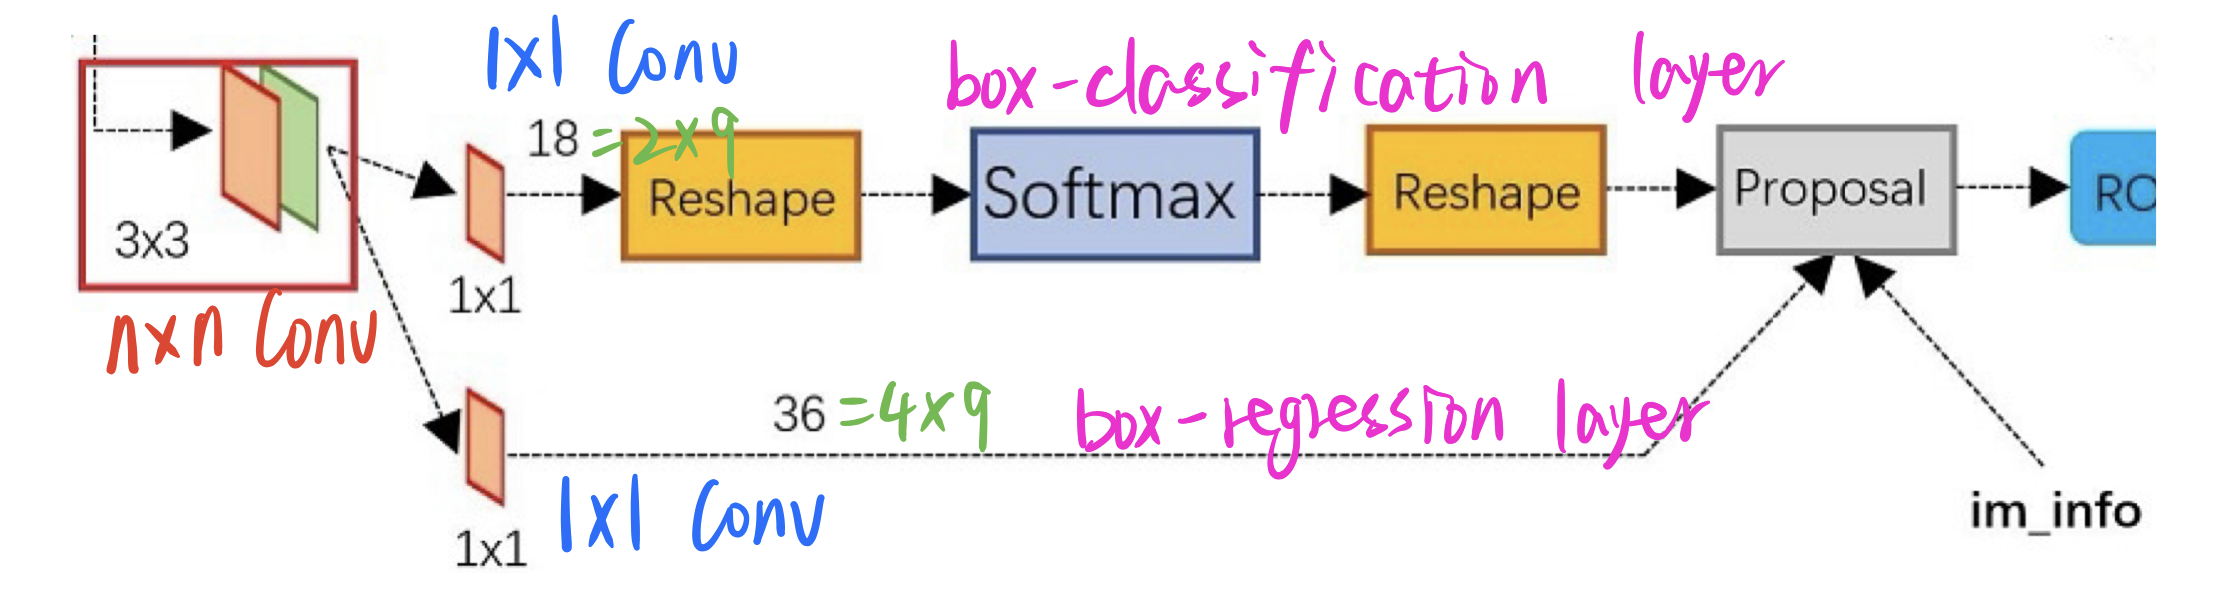 1x1 Conv
box-classification layer
18 =2x9
Reshape
Softmax
Reshape
Proposal
RO
3x3
1x1
nxn Conv
36 =4x9
box-regression layer
1x1 Conv
1x1
im_info